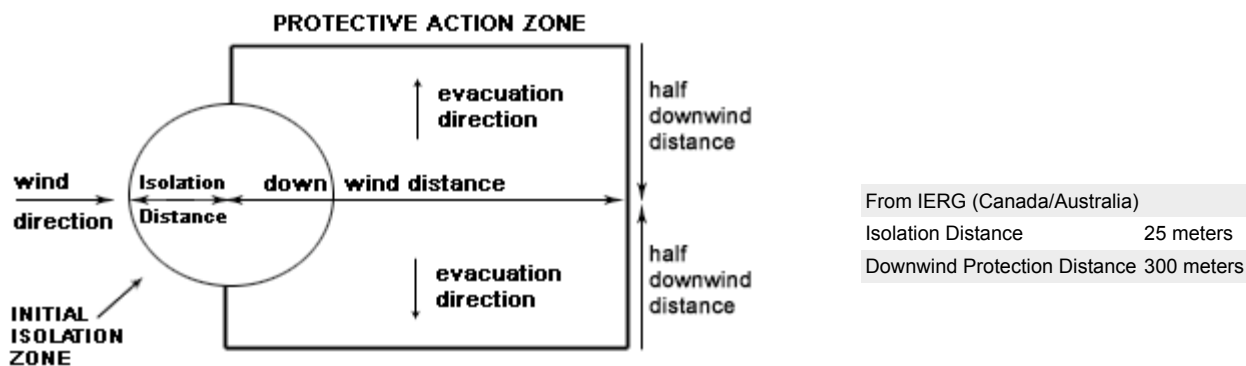 PROTECTIVE ACTION ZONE
evacuation
direction
half
downwind
distance
wind
direction
Isolation
Distance
down wind distance
evacuation
direction
half
downwind
distance
INITIAL
ISOLATION
ZONE
From IERG (Canada/Australia)
Isolation Distance 25 meters
Downwind Protection Distance 300 meters